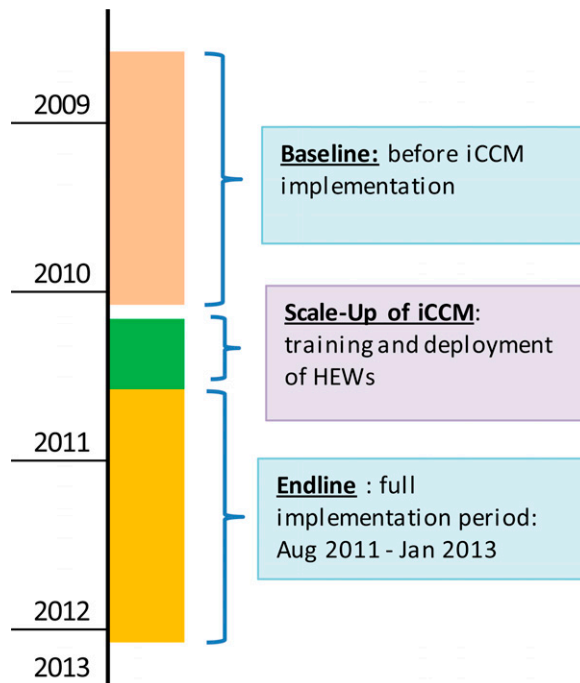 2009
Baseline: before iCCM
implementation
2010
Scale-Up of iCCM:
training and deployment
of HEWs
2011
Endline : full
implementation period:
Aug 2011 - Jan 2013
2012
2013